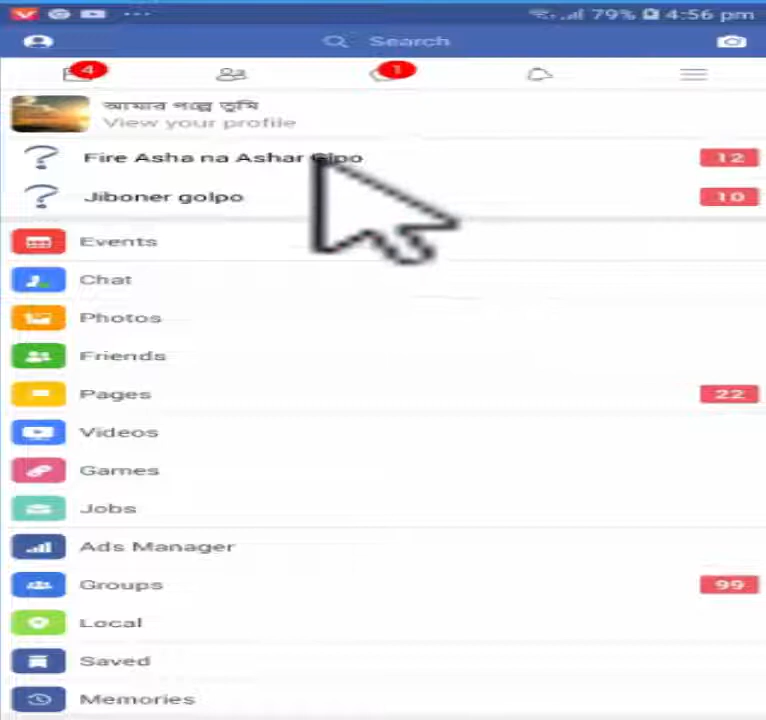 79% 4:56 pm
Search
4
1
আমার গল্পে তুমি
View your profile
Fire Asha na Ashar Glpo 12
Jiboner golpo 10
Events
Chat
Photos
Friends
Pages 22
Videos
Games
Jobs
Ads Manager
Groups 99
Local
Saved
Memories